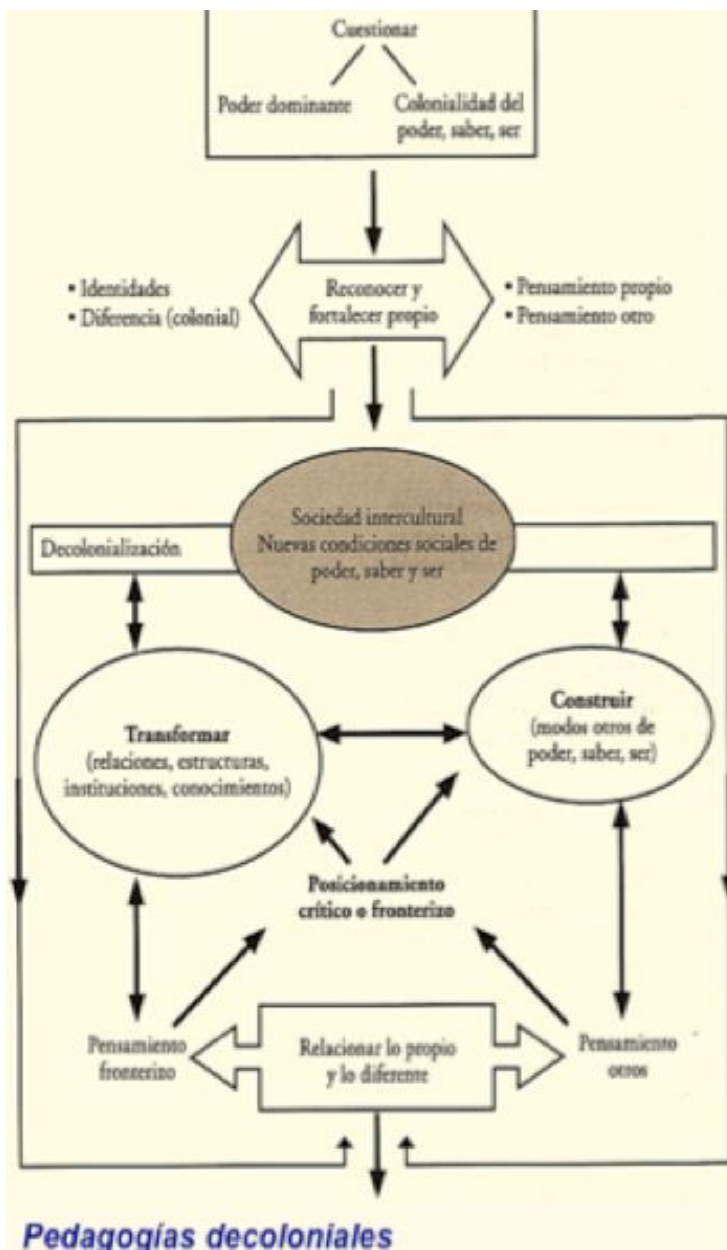 Cuestionar
Poder dominante
Colonialidad del
poder, saber, ser
• Identidades
• Diferencia (colonial)
Reconocer y
fortalecer propio
• Pensamiento propio
• Pensamiento otro
Sociedad intercultural
Nuevas condiciones sociales de
poder, saber y ser
Decolonialización
Transformar
(relaciones, estructuras,
instituciones, conocimientos)
Construir
(modos otros de
poder, saber, ser)
Posicionamiento
crítico o fronterizo
Pensamiento
fronterizo
Relacionar lo propio
y lo diferente
Pensamiento
otros
Pedagogías decoloniales